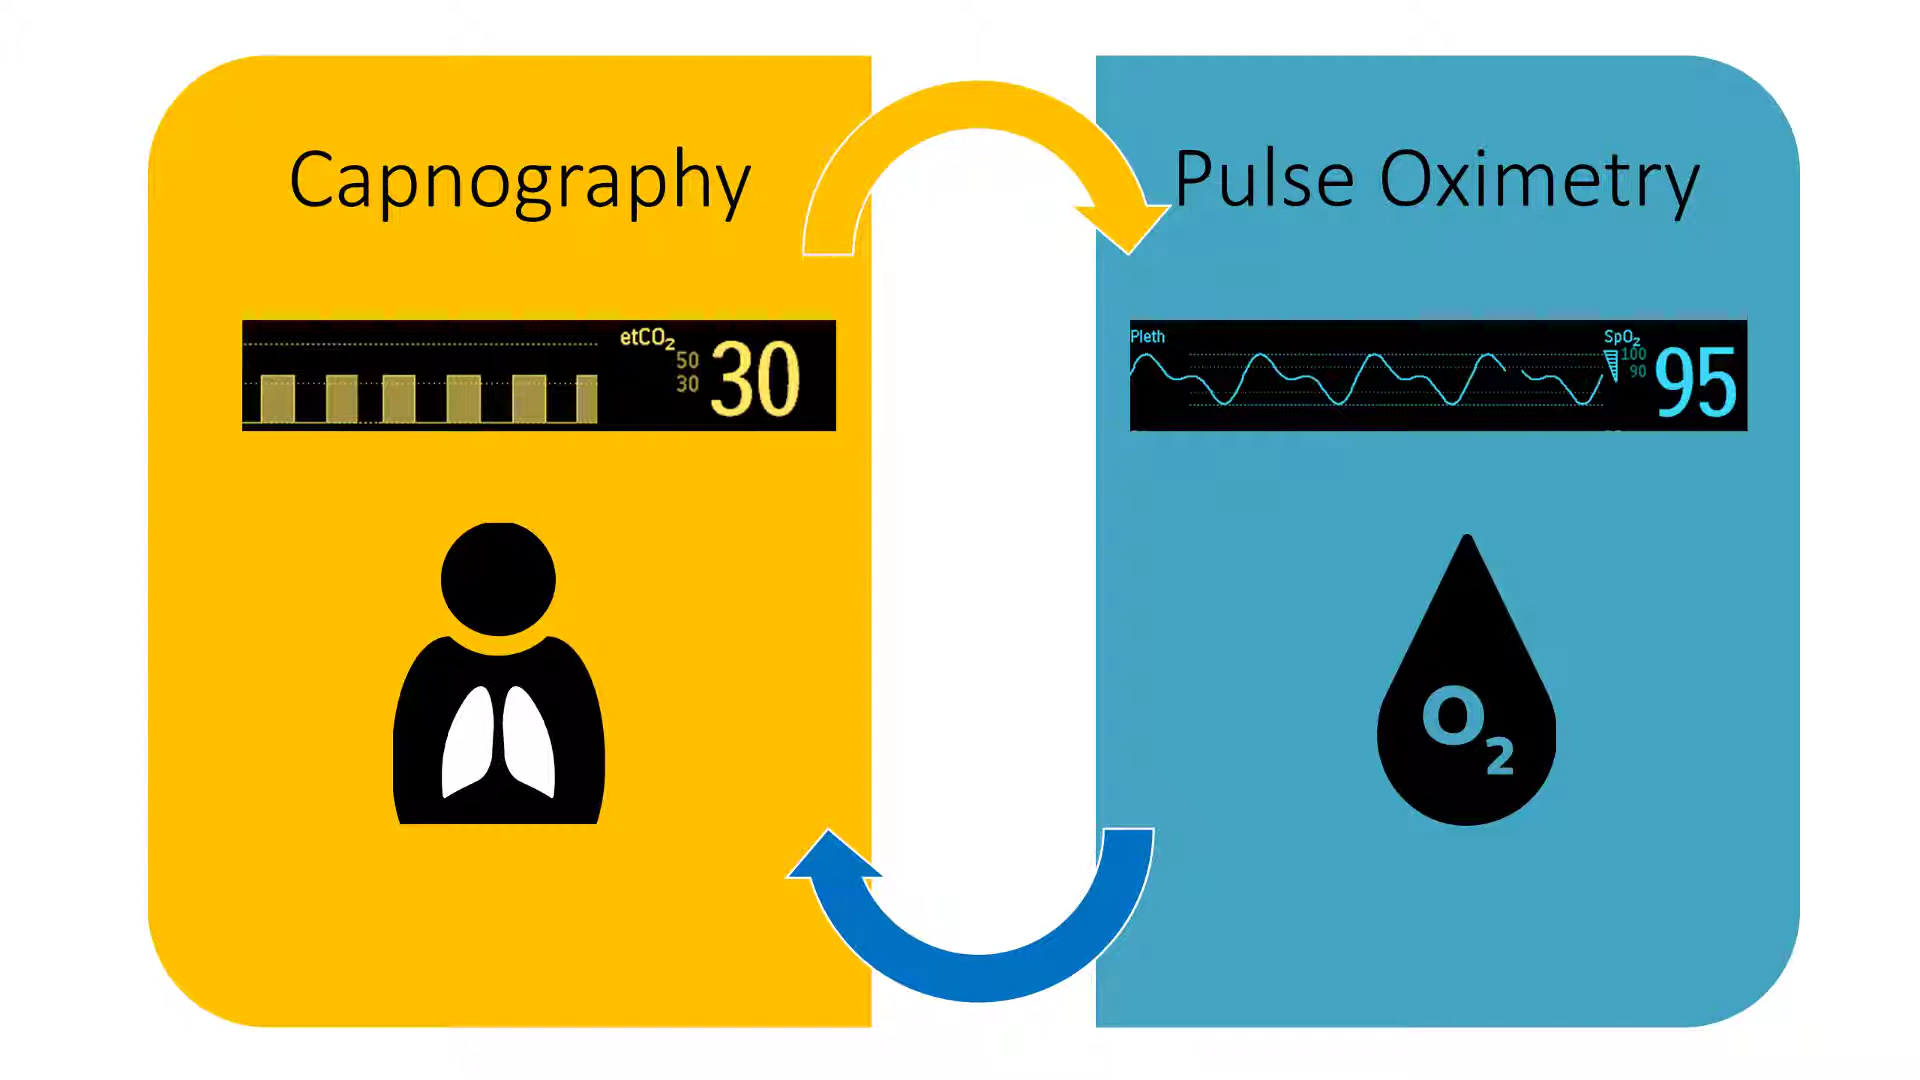 Capnography
etCO₂
50
30
30
Pulse Oximetry
Pleth
SpO₂
100
90
95
O₂